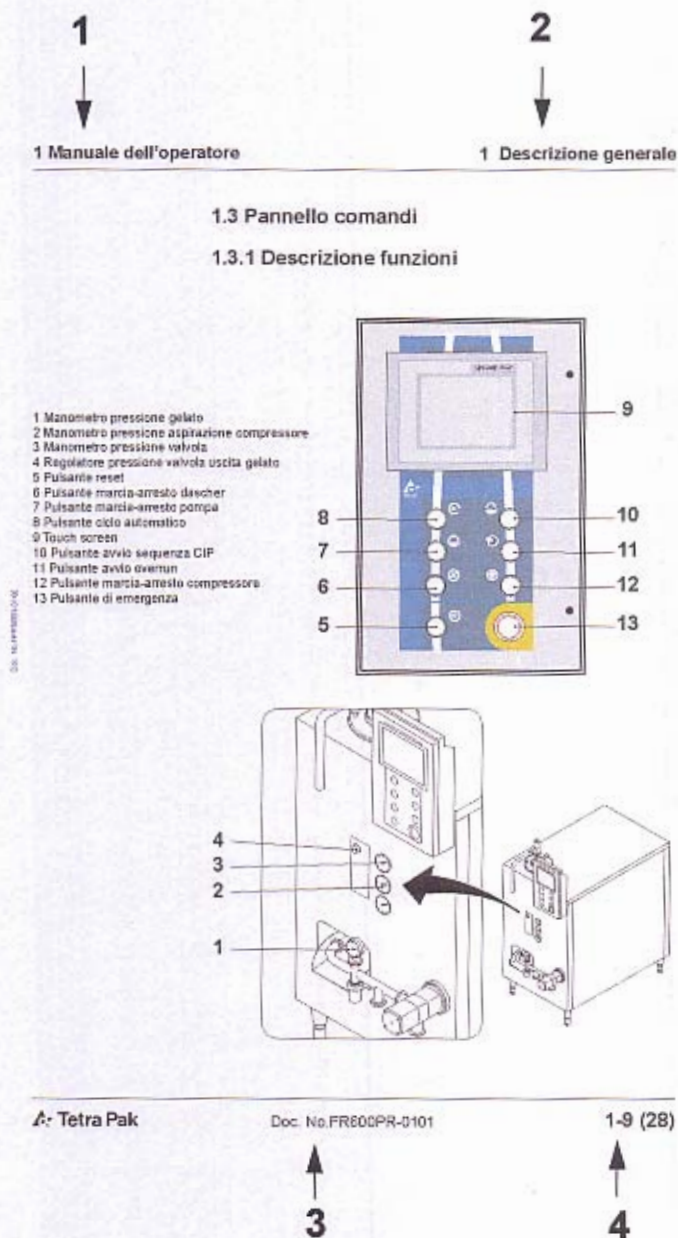 1
2
1 Manuale dell'operatore
1 Descrizione generale
1.3 Pannello comandi
1.3.1 Descrizione funzioni
1 Manometro pressione gelato
2 Manometro pressione aspirazione compressore
3 Manometro pressione valvola
4 Regolatore pressione valvola uscita gelato
5 Pulsante reset
6 Pulsante marcia-arresto dascher
7 Pulsante marcia-arresto pompa
8 Pulsante ciclo automatico
9 Touch screen
10 Pulsante avvio sequenza CIP
11 Pulsante avvio overrun
12 Pulsante marcia-arresto compressore
13 Pulsante di emergenza
9
8
10
7
11
6
12
5
13
4
3
2
1
Tetra Pak
Doc. No.FR600PR-0101
1-9 (28)
3
4